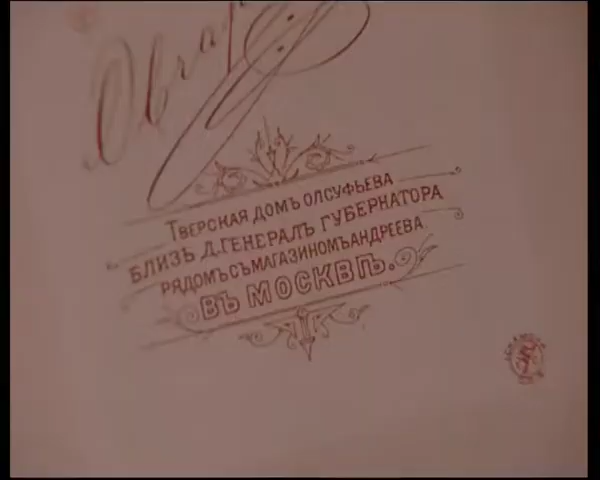 Тверская домъ Олсуфьева
близъ д. Генералъ Губернатора
рядомъ съ магазиномъ Андреева.
въ Москвѣ.